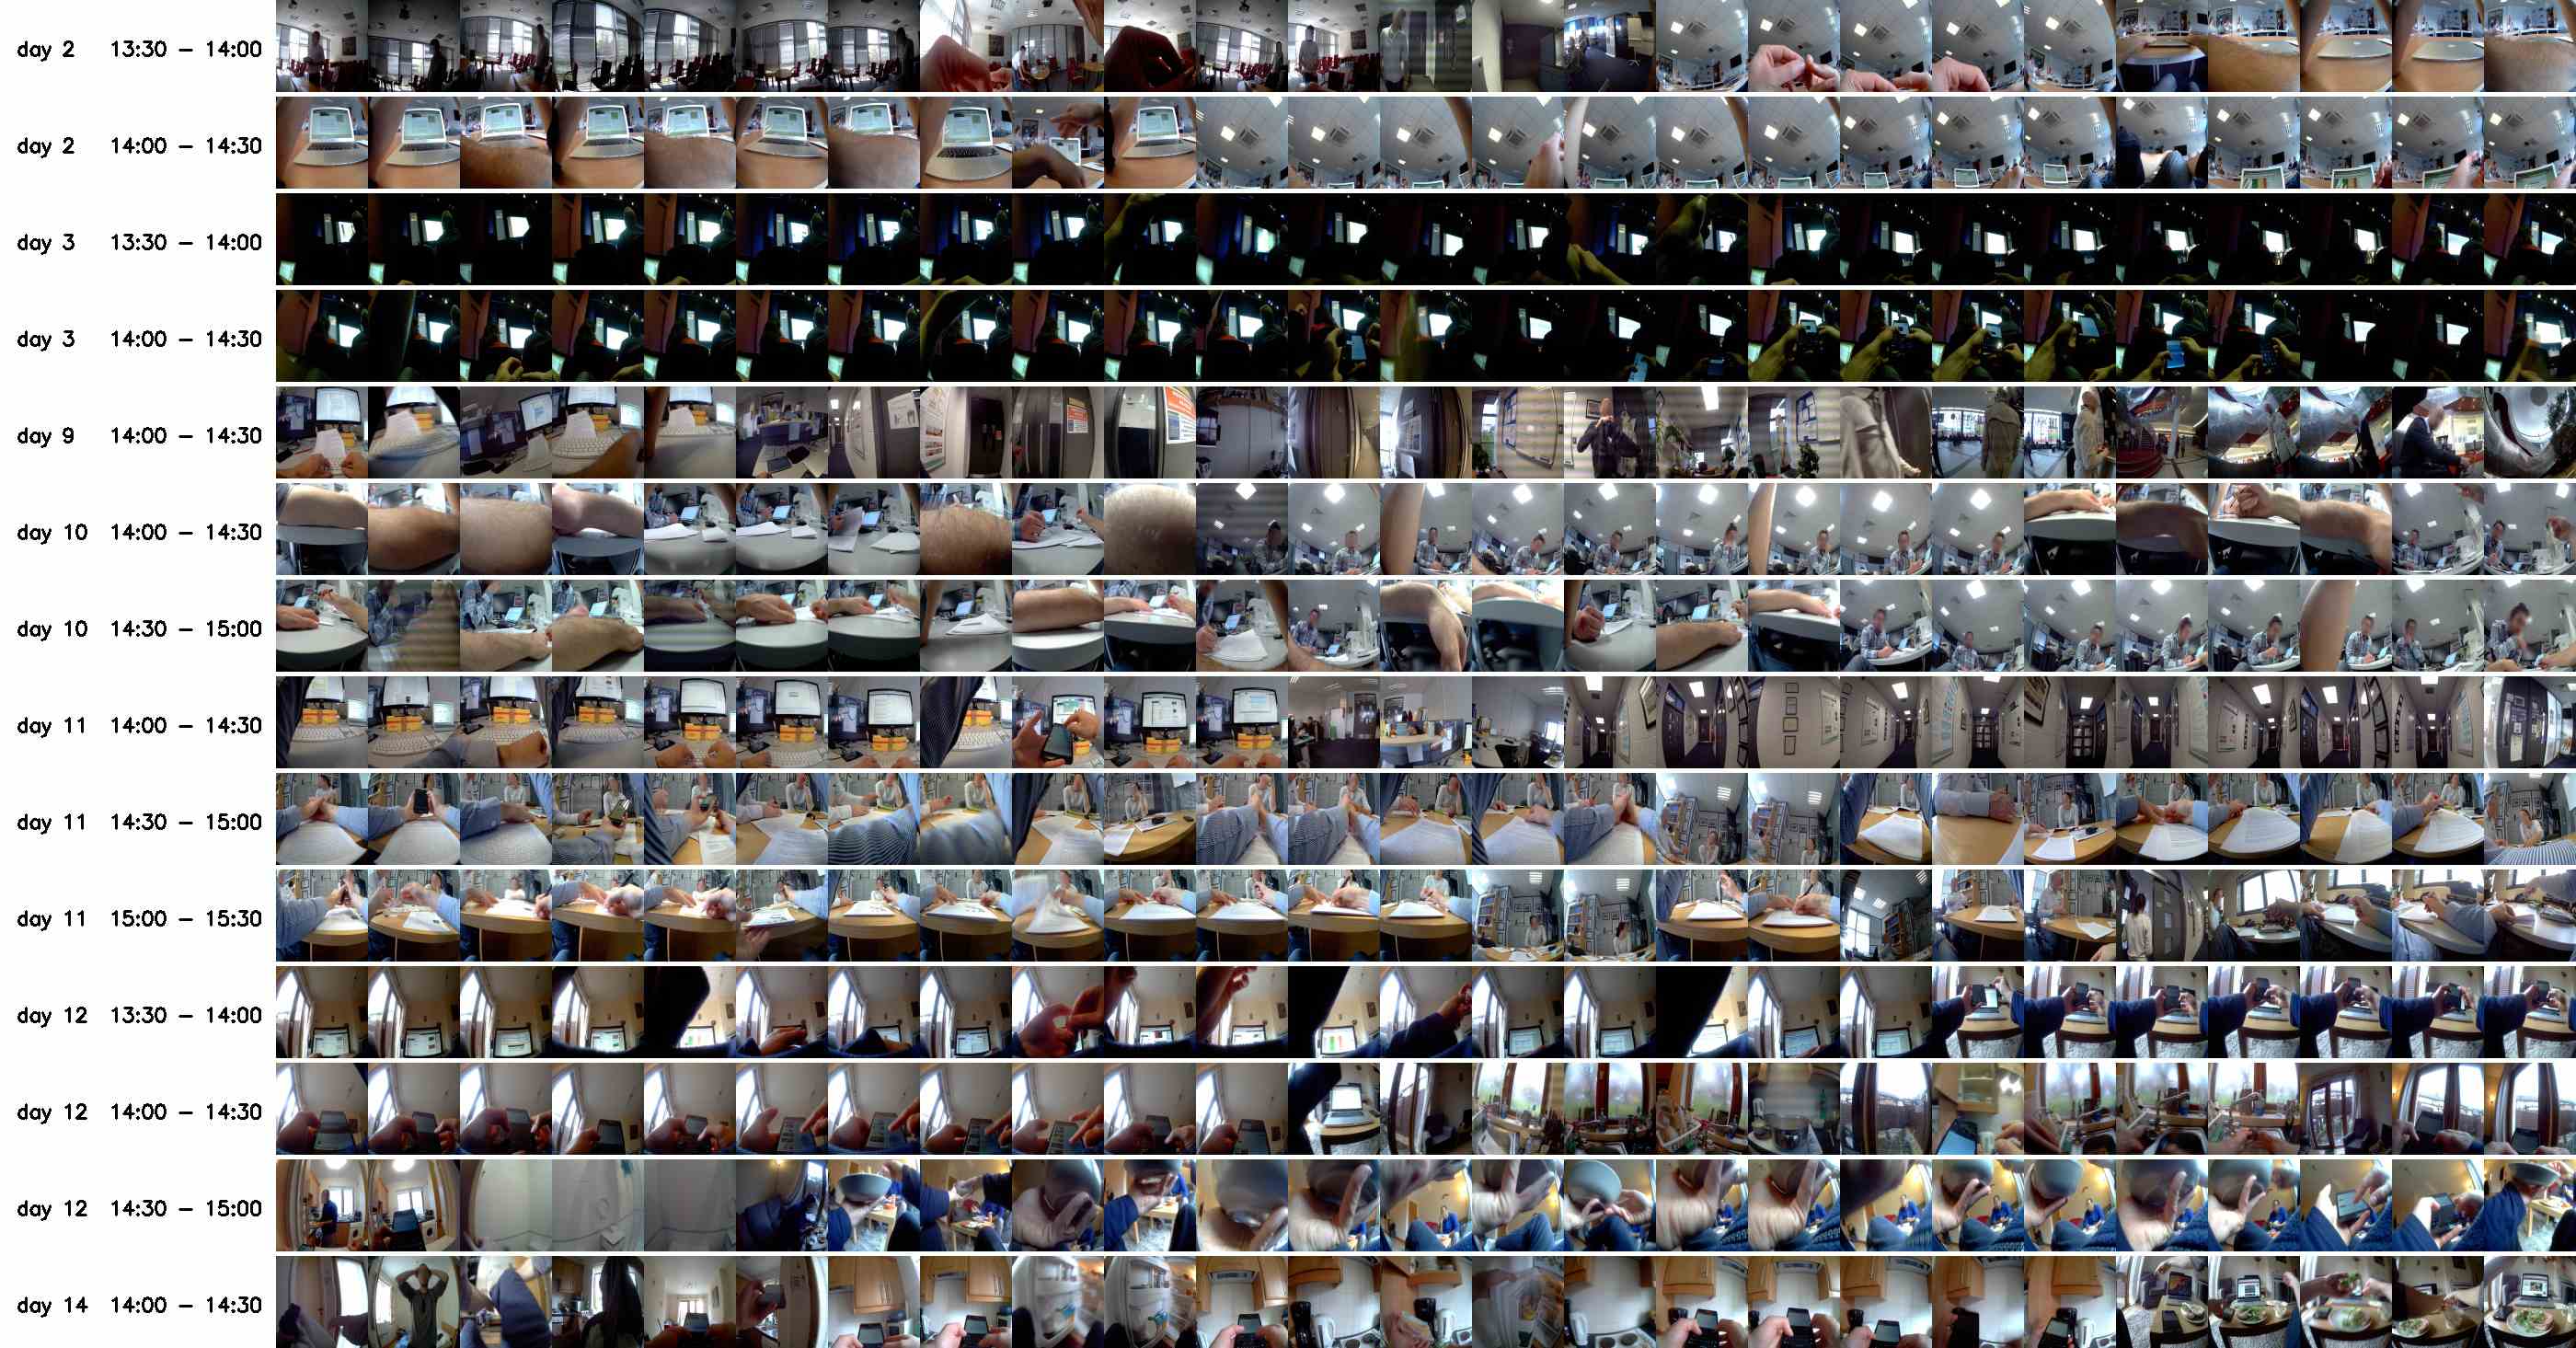 day 2 13:30 – 14:00
day 2 14:00 – 14:30
day 3 13:30 – 14:00
day 3 14:00 – 14:30
day 9 14:00 – 14:30
day 10 14:00 – 14:30
day 10 14:30 – 15:00
day 11 14:00 – 14:30
day 11 14:30 – 15:00
day 11 15:00 – 15:30
day 12 13:30 – 14:00
day 12 14:00 – 14:30
day 12 14:30 – 15:00
day 14 14:00 – 14:30